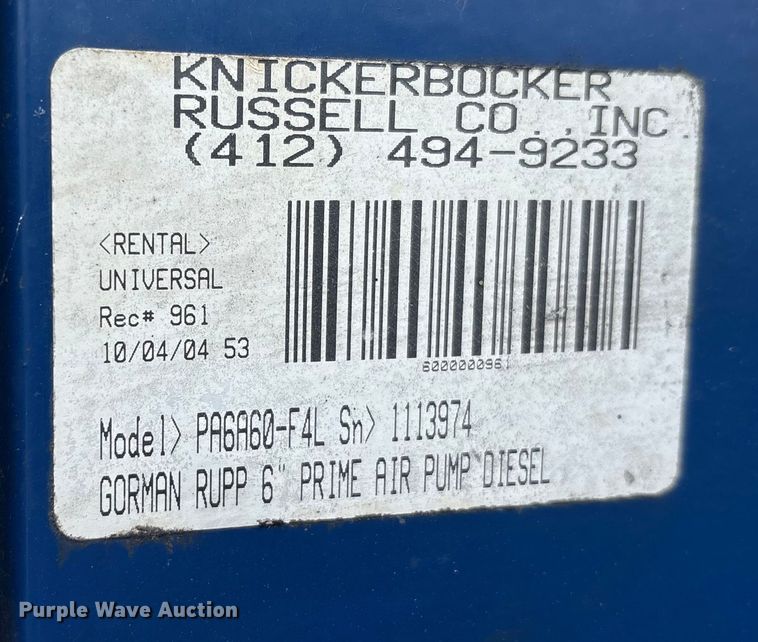 KNICKERBOCKER
RUSSELL CO.,INC.
(412) 494-9233
<RENTAL>
UNIVERSAL
Rec# 961
10/04/04 53
6000000961
Model> PA6A60-F4L Sn> 1113974
GORMAN RUPP 6" PRIME AIR PUMP DIESEL
Purple Wave Auction